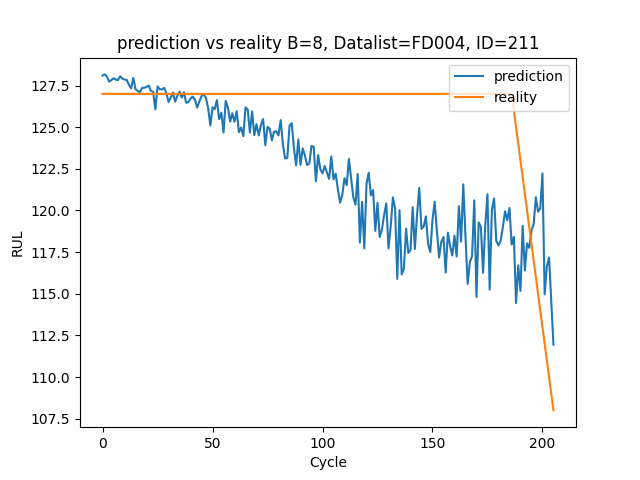 prediction vs reality B=8, Datalist=FD004, ID=211
prediction
reality
127.5
125.0
122.5
120.0
117.5
115.0
112.5
110.0
107.5
RUL
0 50 100 150 200
Cycle